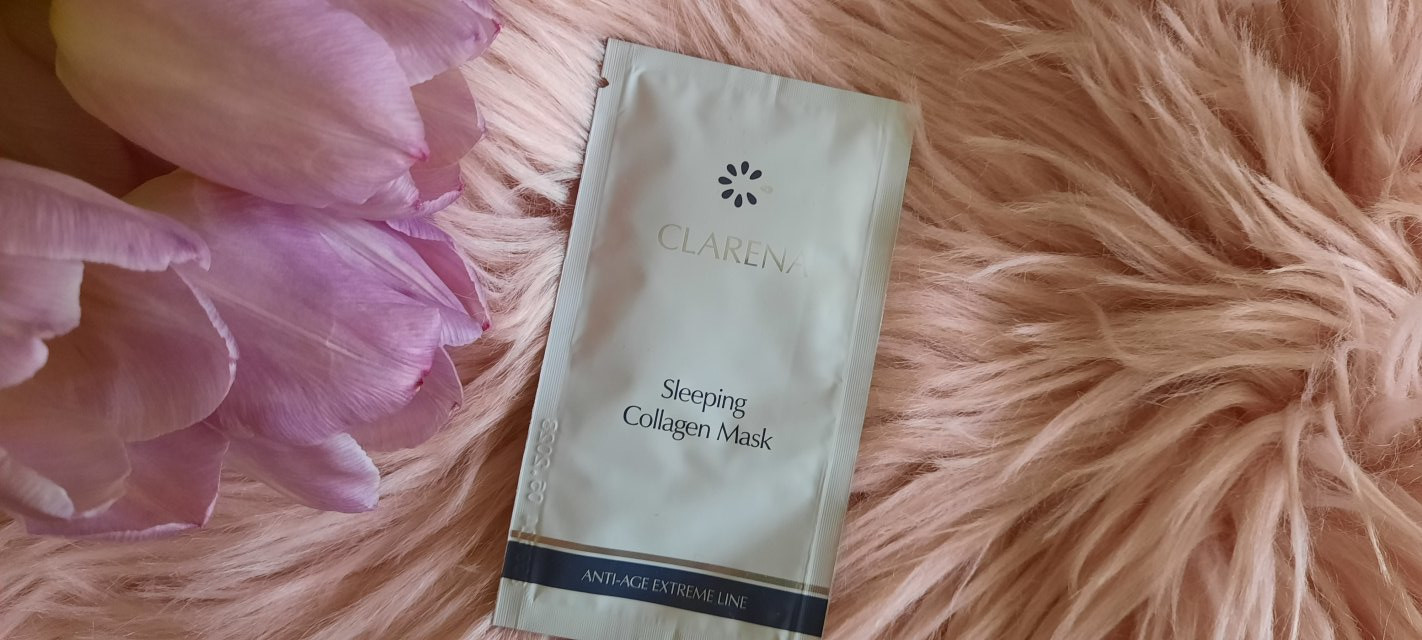 CLARENA
Sleeping
Collagen Mask
ANTI-AGE EXTREME LINE